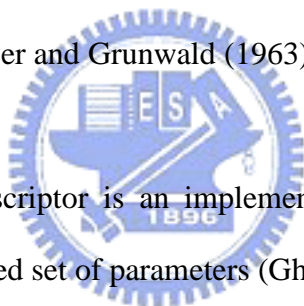 er and Grunwald (1963)
E S A
scriptor is an implemen
1896
ed set of parameters (Gh